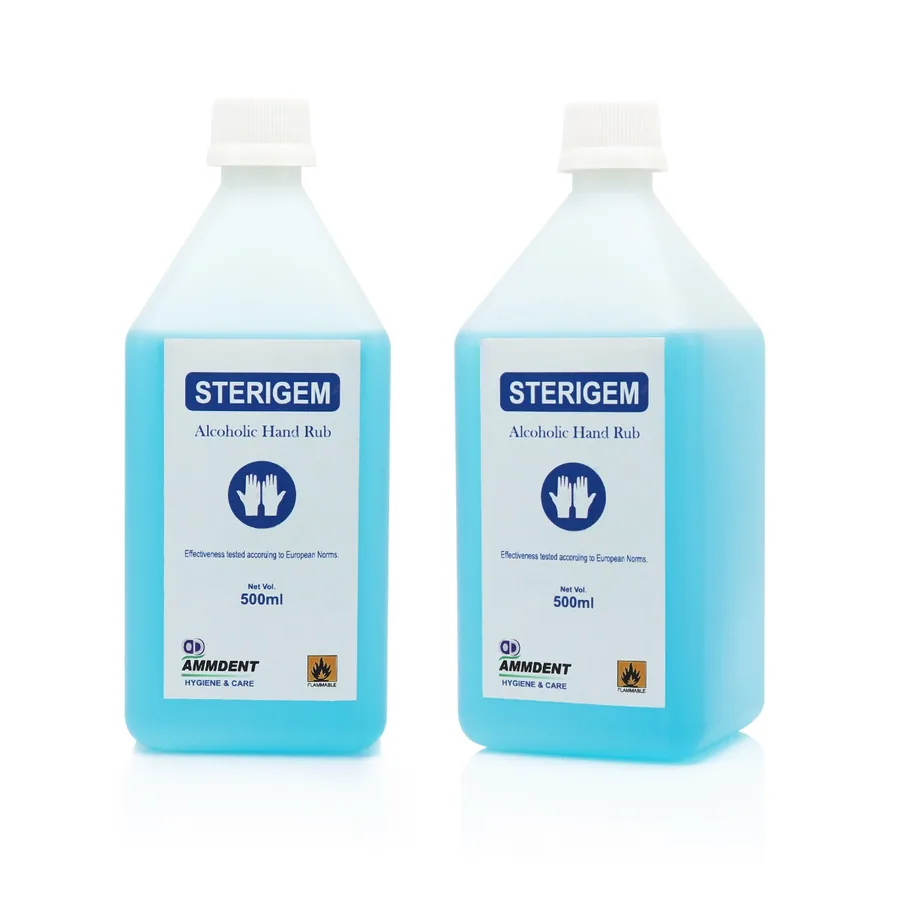 STERIGEM
Alcoholic Hand Rub
Effectiveness tested according to European Norms.
Net Vol.
500ml
AMMDENT
HYGIENE & CARE
FLAMMABLE
STERIGEM
Alcoholic Hand Rub
Effectiveness tested according to European Norms.
Net Vol.
500ml
AMMDENT
HYGIENE & CARE
FLAMMABLE